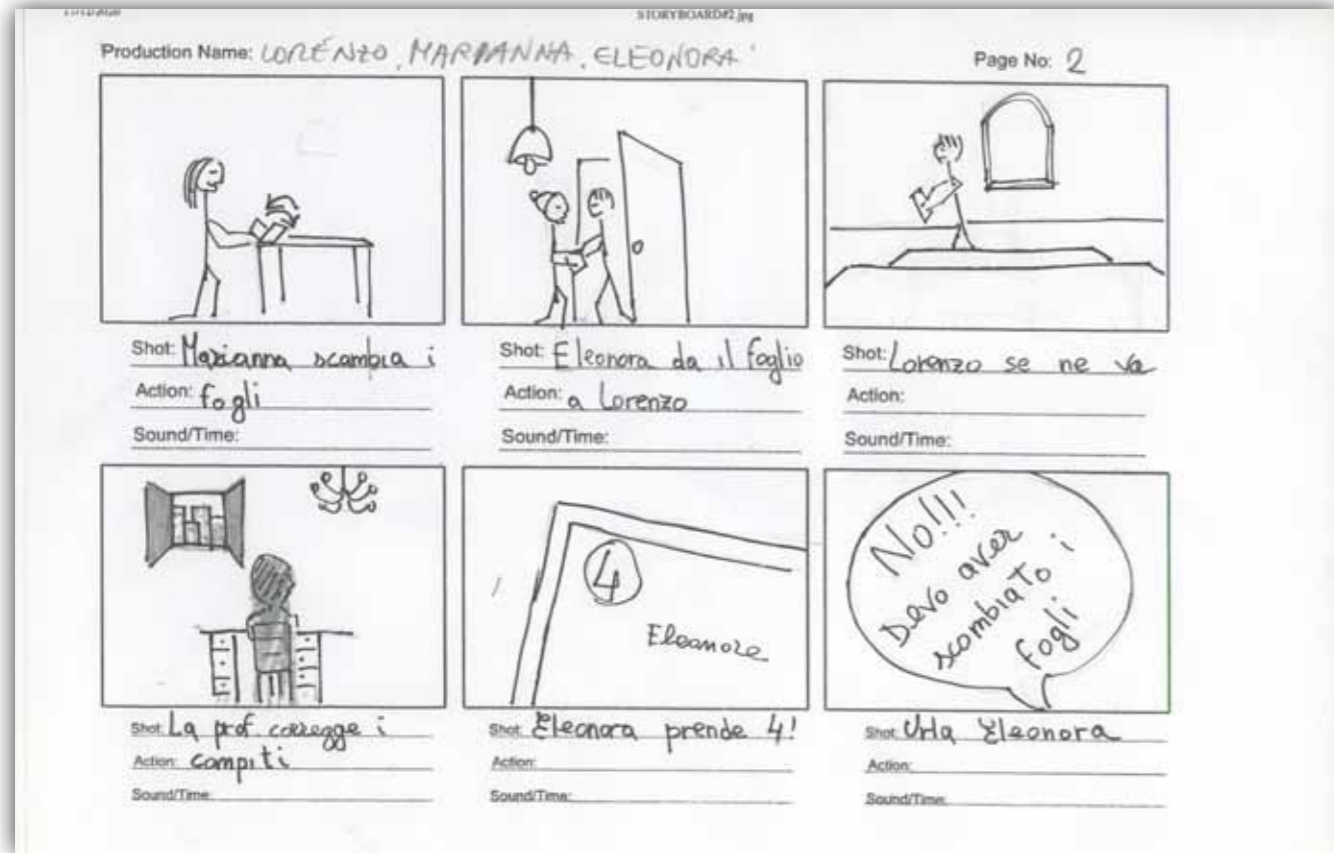 STORYBOARD#2.jpg
Production Name: LORENZO, MARIANNA, ELEONORA
Page No: 2
Shot: Marianna scambia i
Action: fogli
Sound/Time:
Shot: Eleonora da il foglio
Action: a Lorenzo
Sound/Time:
Shot: Lorenzo se ne va
Action:
Sound/Time:
4
Eleonora
No!!!
Devo aver
scambiato i
fogli
Shot: La prof. corregge i
Action: compiti
Sound/Time:
Shot: Eleonora prende 4!
Action:
Sound/Time:
Shot: Urla Eleonora
Action:
Sound/Time: